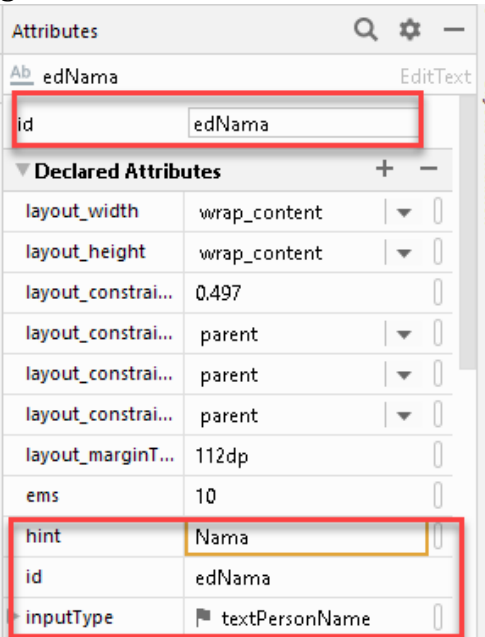 Attributes
Ab edNama EditText
id edNama
Declared Attributes
layout_width wrap_content
layout_height wrap_content
layout_constrai... 0.497
layout_constrai... parent
layout_constrai... parent
layout_constrai... parent
layout_marginT... 112dp
ems 10
hint Nama
id edNama
inputType textPersonName